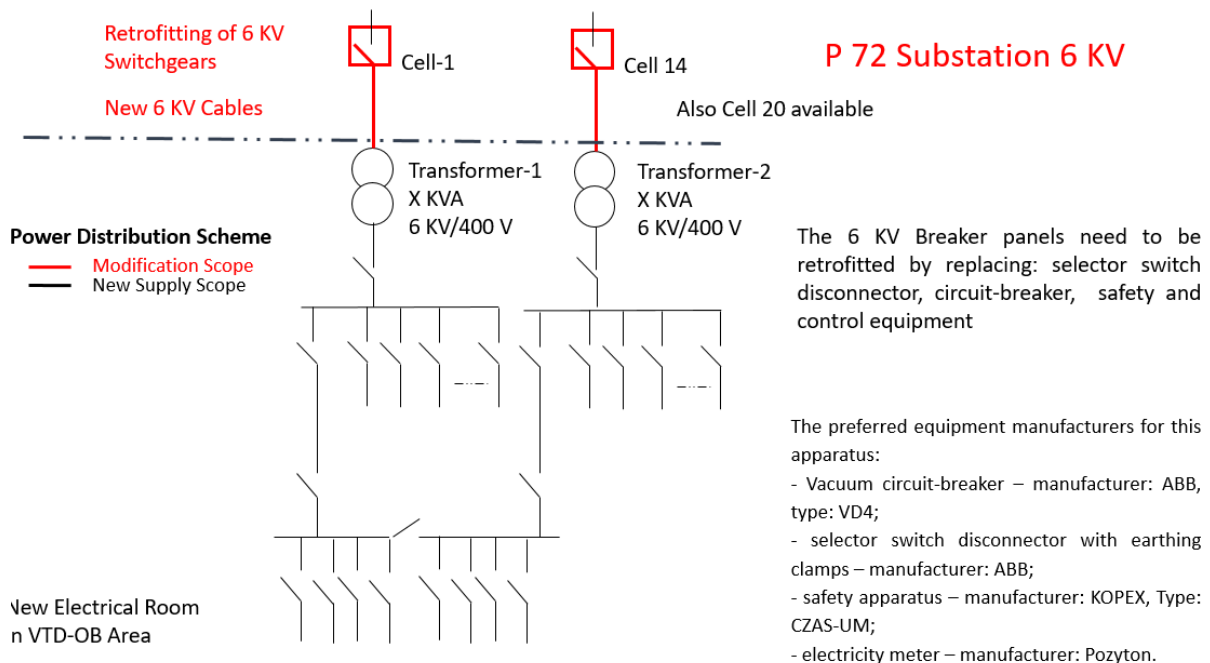 Retrofitting of 6 KV
Switchgears
Cell-1
Cell 14
P 72 Substation 6 KV
New 6 KV Cables
Also Cell 20 available
Transformer-1
X KVA
6 KV/400 V
Transformer-2
X KVA
6 KV/400 V
Power Distribution Scheme
Modification Scope
New Supply Scope
The 6 KV Breaker panels need to be
retrofitted by replacing: selector switch
disconnector, circuit-breaker, safety and
control equipment
The preferred equipment manufacturers for this
apparatus:
- Vacuum circuit-breaker – manufacturer: ABB,
type: VD4;
- selector switch disconnector with earthing
clamps – manufacturer: ABB;
- safety apparatus – manufacturer: KOPEX, Type:
CZAS-UM;
- electricity meter – manufacturer: Pozyton.
New Electrical Room
n VTD-OB Area